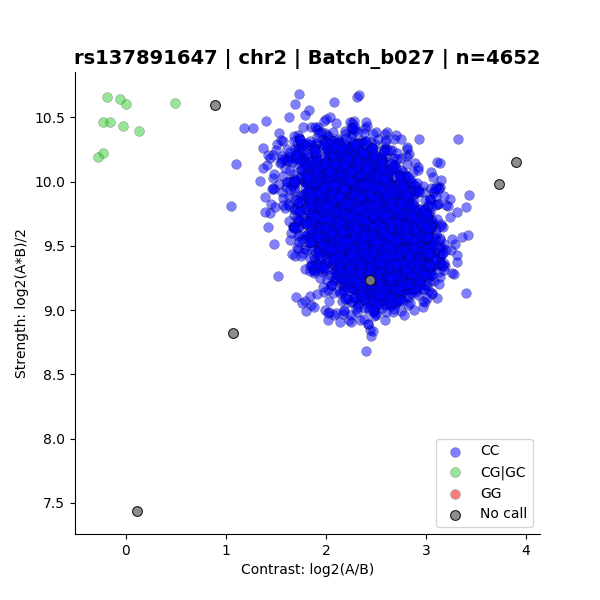 rs137891647 | chr2 | Batch_b027 | n=4652
Strength: log2(A*B)/2
10.5
10.0
9.5
9.0
8.5
8.0
7.5
0 1 2 3 4
Contrast: log2(A/B)
CC
CG|GC
GG
No call